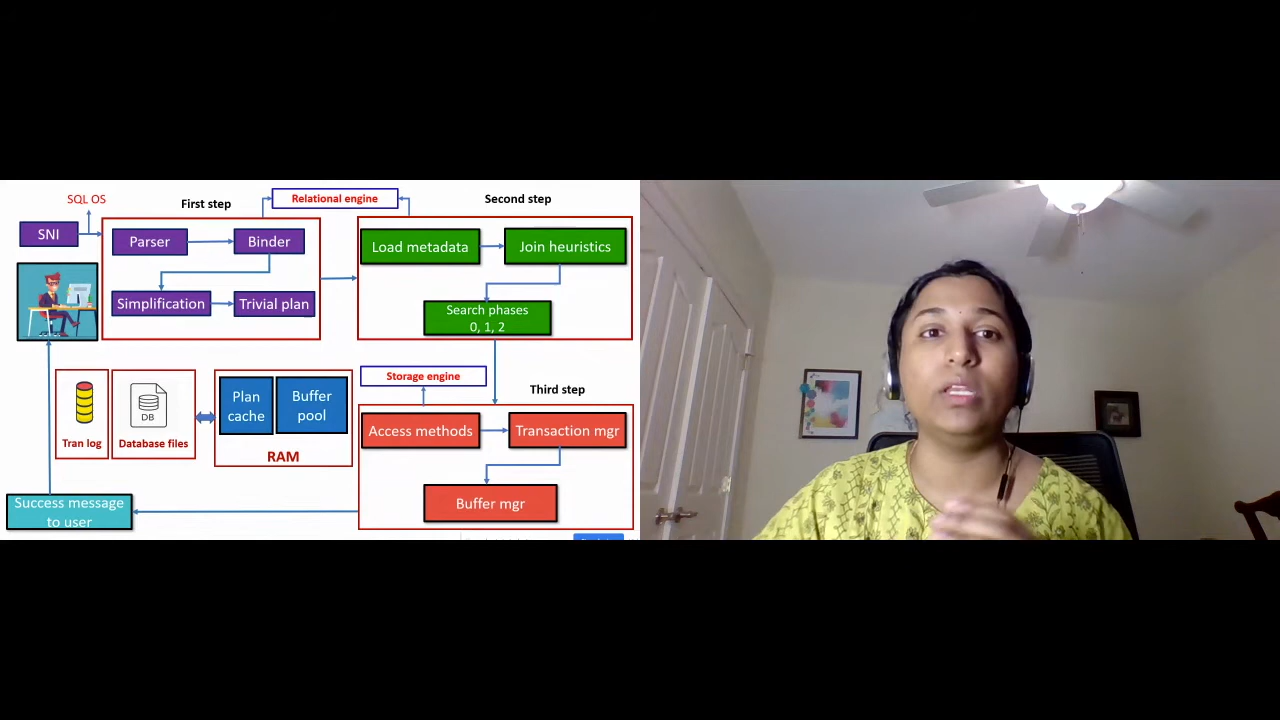 SQL OS
First step
Relational engine
Second step
SNI
Parser
Binder
Simplification
Trivial plan
Load metadata
Join heuristics
Search phases
0, 1, 2
Storage engine
Third step
Tran log
DB
Database files
Plan
cache
Buffer
pool
RAM
Access methods
Transaction mgr
Buffer mgr
Success message
to user